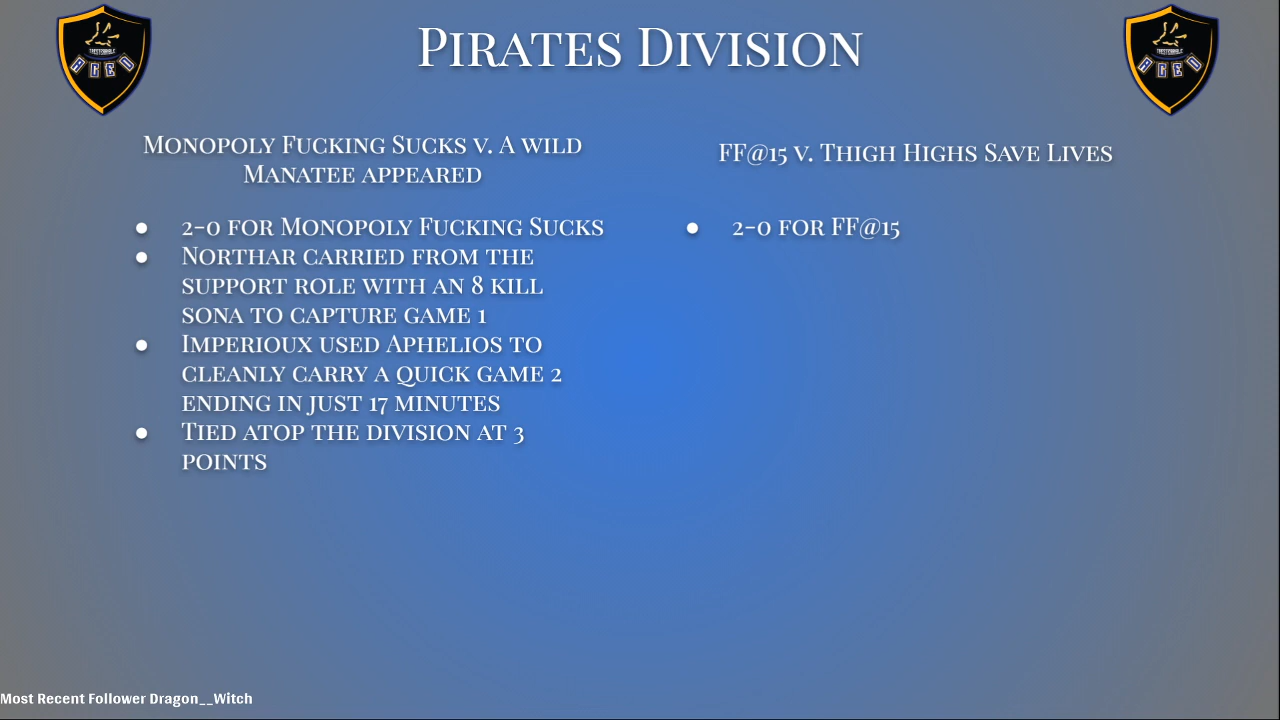 Pirates Division
Monopoly Fucking Sucks v. A wild
Manatee appeared
● 2-0 for Monopoly Fucking Sucks
● Northar carried from the
support role with an 8 kill
sona to capture game 1
● Imperioux used Aphelios to
cleanly carry a quick game 2
ending in just 17 minutes
● Tied atop the division at 3
points
FF@15 v. Thigh Highs Save Lives
● 2-0 for FF@15
AGEO
AGEO
Most Recent Follower Dragon__Witch